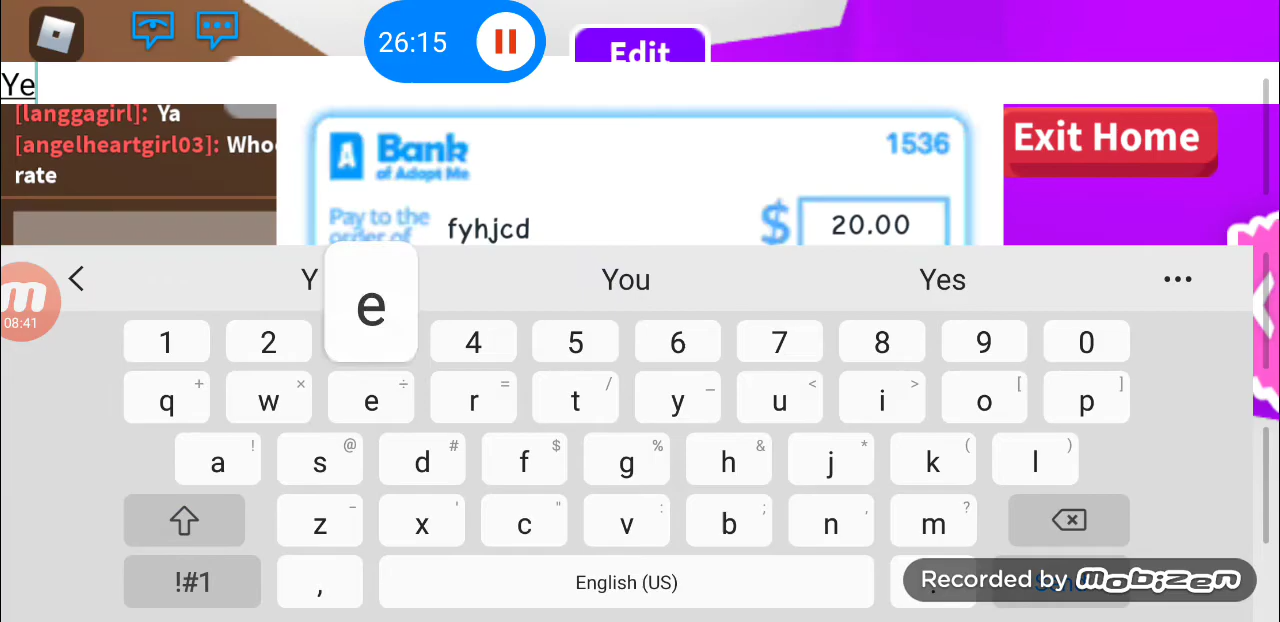 26:15
Edit
Ye
[langgagirl]: Ya
[angelheartgirl03]: Who
rate
A Bank
of Adopt Me
1536
Pay to the
order of
fyhjcd
$ 20.00
Exit Home
m
08:41
Y
e
You
Yes
...
1 2 4 5 6 7 8 9 0
q + w × e ÷ r = t / y _ u < i > o [ p ]
a ! s @ d # f $ g % h & j * k ( l )
z - x ' c " v : b ; n , m ?
!#1 , English (US) .
Recorded by mobizen